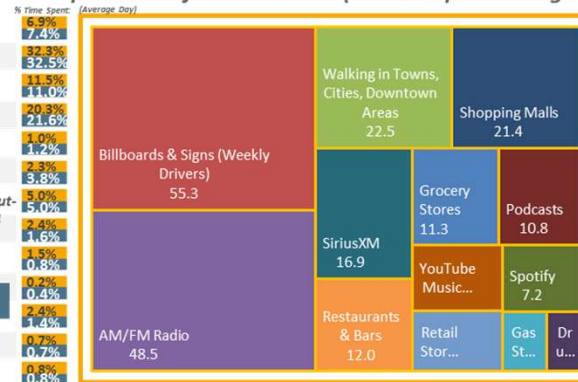 % Time Spent: (Average Day)
6.9%
7.4%
32.3%
32.5%
11.5%
11.0%
20.3%
21.6%
1.0%
1.2%
2.3%
3.8%
5.0%
5.0%
2.4%
1.6%
1.5%
0.8%
0.2%
0.4%
2.4%
1.4%
0.7%
0.7%
0.8%
0.8%
Billboards & Signs (Weekly
Drivers)
55.3
AM/FM Radio
48.5
Walking in Towns,
Cities, Downtown
Areas
22.5
Shopping Malls
21.4
SiriusXM
16.9
Grocery
Stores
11.3
Podcasts
10.8
Restaurants
& Bars
12.0
YouTube
Music...
Spotify
7.2
Retail
Stor...
Gas
St...
Dr
u...